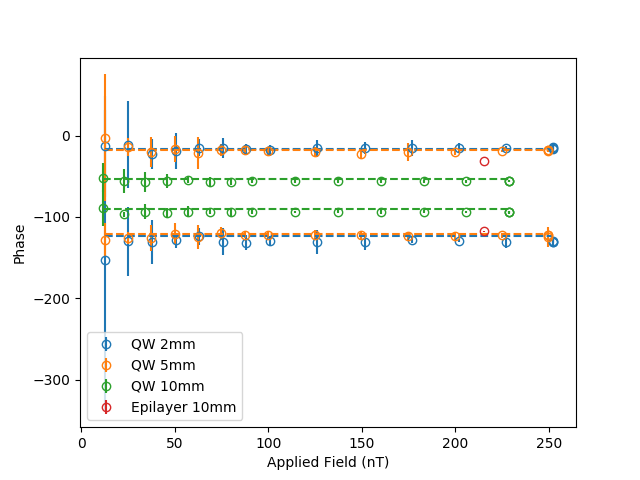 0
−100
−200
−300
Phase
QW 2mm
QW 5mm
QW 10mm
Epilayer 10mm
0 50 100 150 200 250
Applied Field (nT)